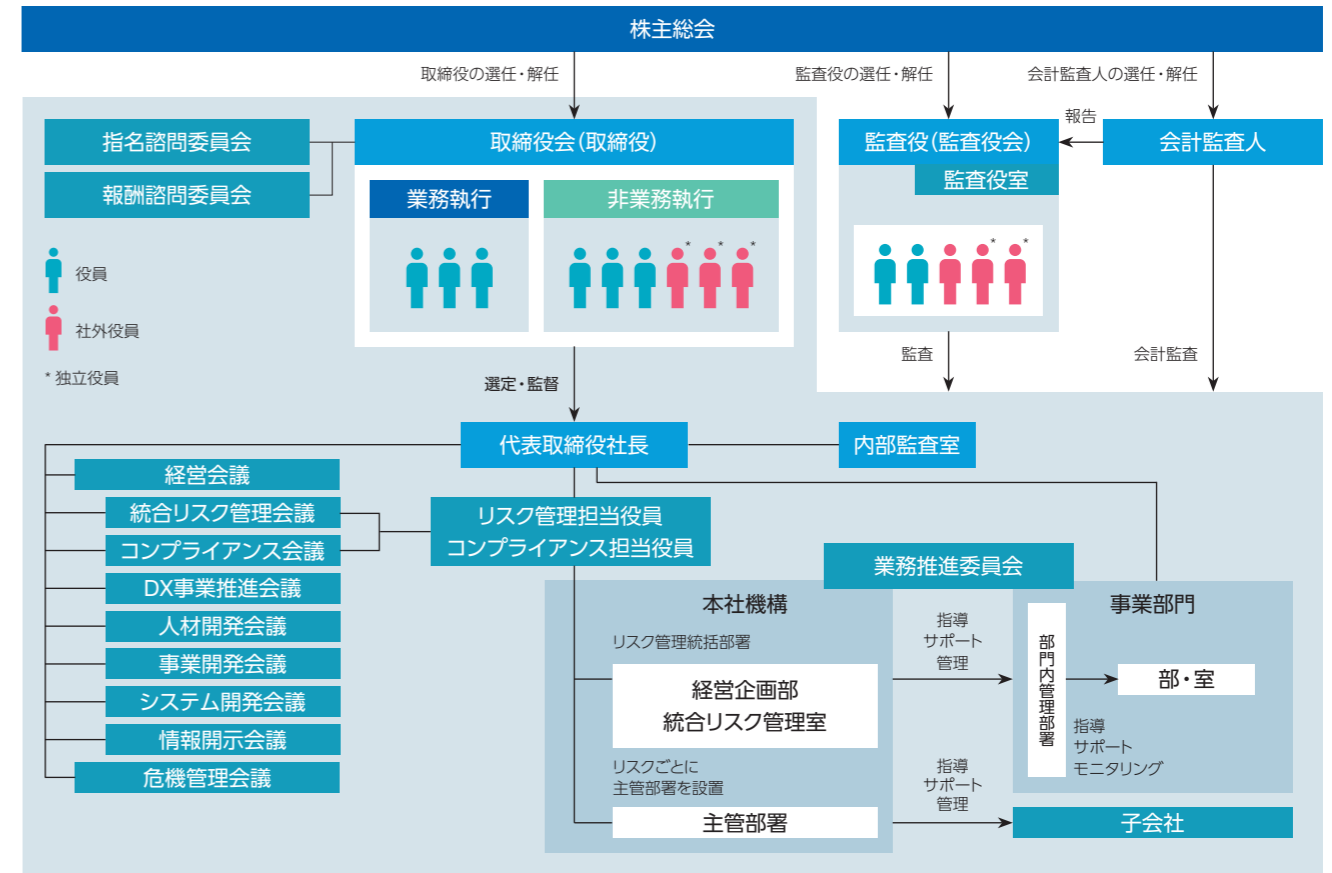 株主総会
取締役の選任・解任
監査役の選任・解任
会計監査人の選任・解任
指名諮問委員会
報酬諮問委員会
取締役会(取締役)
業務執行
非業務執行
* * *
監査役(監査役会)
監査役室
* *
報告
会計監査人
役員
社外役員
* 独立役員
選定・監督
監査
会計監査
代表取締役社長
内部監査室
経営会議
統合リスク管理会議
コンプライアンス会議
DX事業推進会議
人材開発会議
事業開発会議
システム開発会議
情報開示会議
危機管理会議
リスク管理担当役員
コンプライアンス担当役員
業務推進委員会
本社機構
リスク管理統括部署
経営企画部
統合リスク管理室
リスクごとに
主管部署を設置
主管部署
指導
サポート
管理
指導
サポート
管理
事業部門
部門内管理部署
部・室
指導
サポート
モニタリング
子会社